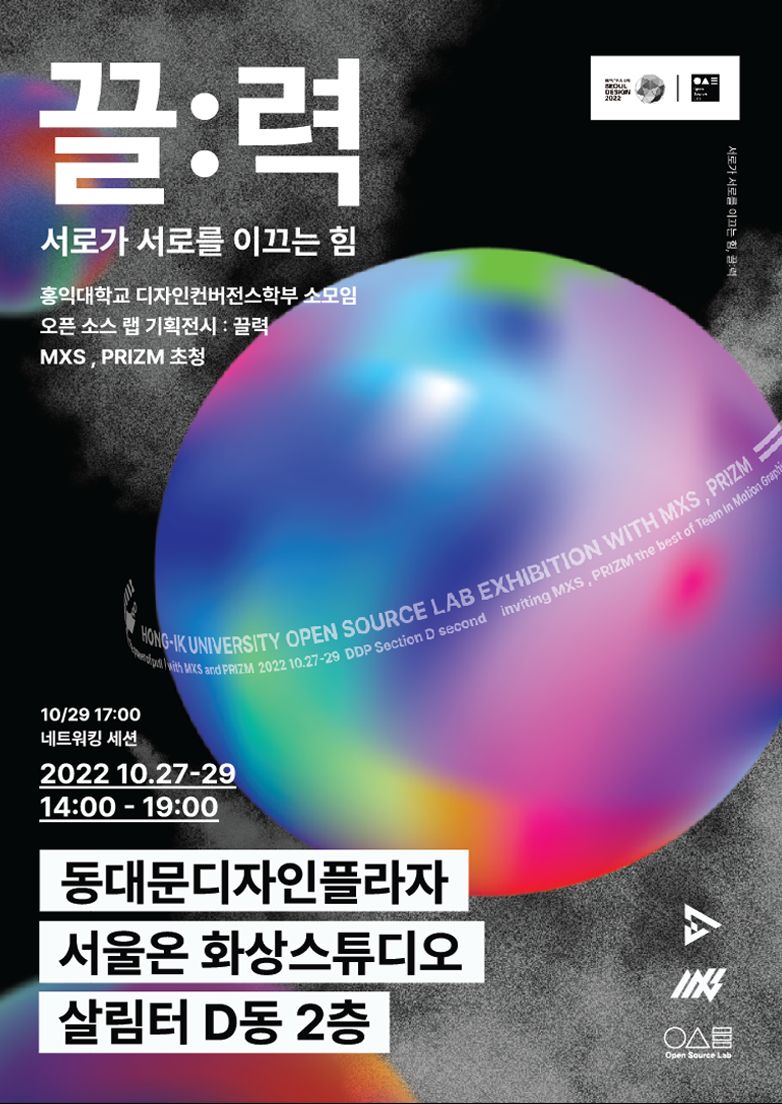 끌:력
서로가 서로를 이끄는 힘
홍익대학교 디자인컨버전스학부 소모임
오픈 소스 랩 기획전시 : 끌력
MXS , PRIZM 초청
SEOUL
DESIGN
2022
서로가 서로를 이끄는 힘, 끌:력
HONG-IK UNIVERSITY OPEN SOURCE LAB EXHIBITION WITH MXS , PRIZM
with MXS and PRIZM 2022 10.27-29 DDP Section D second inviting MXS , PRIZM the best of Team in Motion Graphi
10/29 17:00
네트워킹 세션
2022 10.27-29
14:00 - 19:00
동대문디자인플라자
서울온 화상스튜디오
살림터 D동 2층
MXS
Open Source Lab